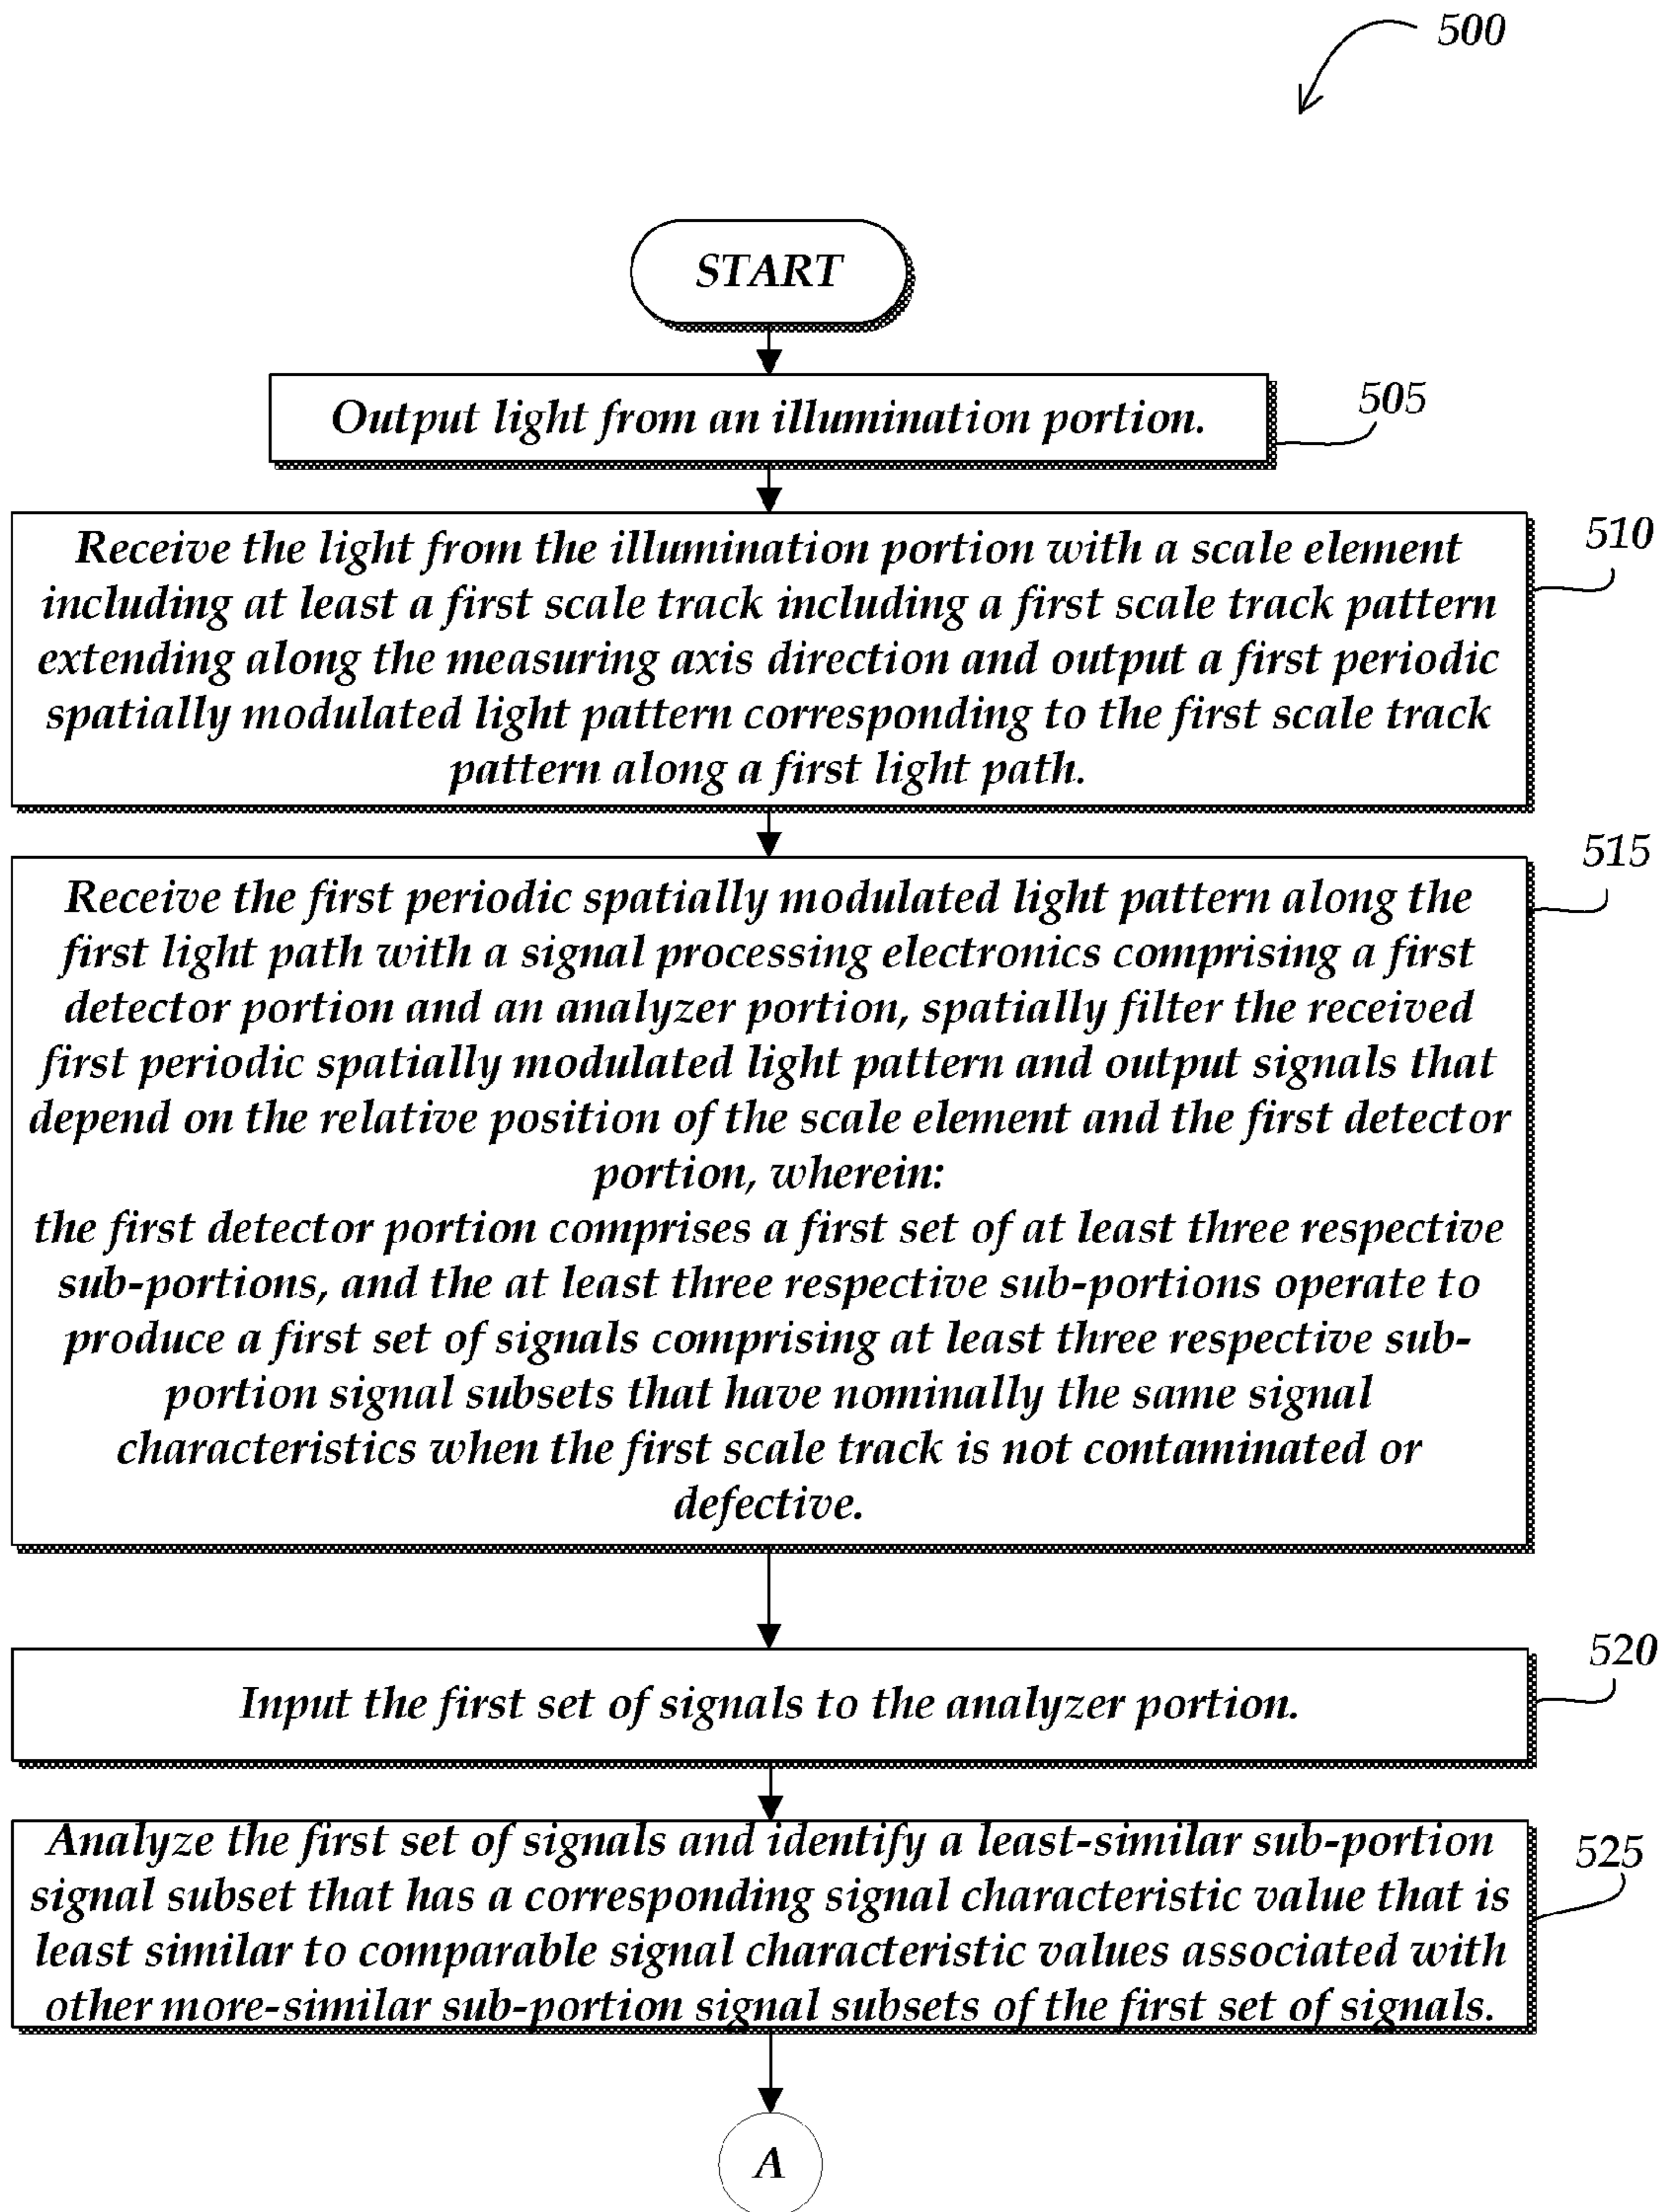 500
START
Output light from an illumination portion.
505
Receive the light from the illumination portion with a scale element
including at least a first scale track including a first scale track pattern
extending along the measuring axis direction and output a first periodic
spatially modulated light pattern corresponding to the first scale track
pattern along a first light path.
510
Receive the first periodic spatially modulated light pattern along the
first light path with a signal processing electronics comprising a first
detector portion and an analyzer portion, spatially filter the received
first periodic spatially modulated light pattern and output signals that
depend on the relative position of the scale element and the first detector
portion, wherein:
the first detector portion comprises a first set of at least three respective
sub-portions, and the at least three respective sub-portions operate to
produce a first set of signals comprising at least three respective sub-
portion signal subsets that have nominally the same signal
characteristics when the first scale track is not contaminated or
defective.
515
Input the first set of signals to the analyzer portion.
520
Analyze the first set of signals and identify a least-similar sub-portion
signal subset that has a corresponding signal characteristic value that is
least similar to comparable signal characteristic values associated with
other more-similar sub-portion signal subsets of the first set of signals.
525
A